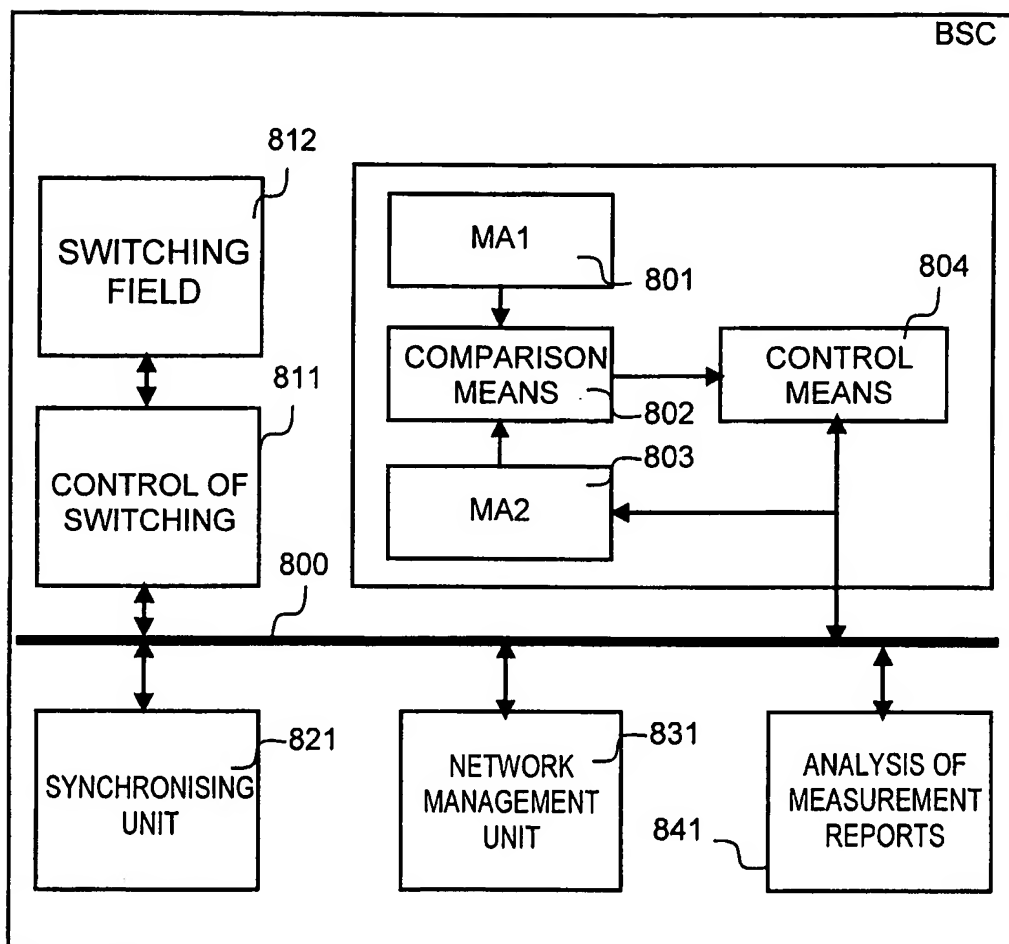 BSC
812
SWITCHING
FIELD
MA1
801
804
COMPARISON
MEANS
802
CONTROL
MEANS
811
CONTROL OF
SWITCHING
803
MA2
800
821
SYNCHRONISING
UNIT
831
NETWORK
MANAGEMENT
UNIT
ANALYSIS OF
MEASUREMENT
REPORTS
841